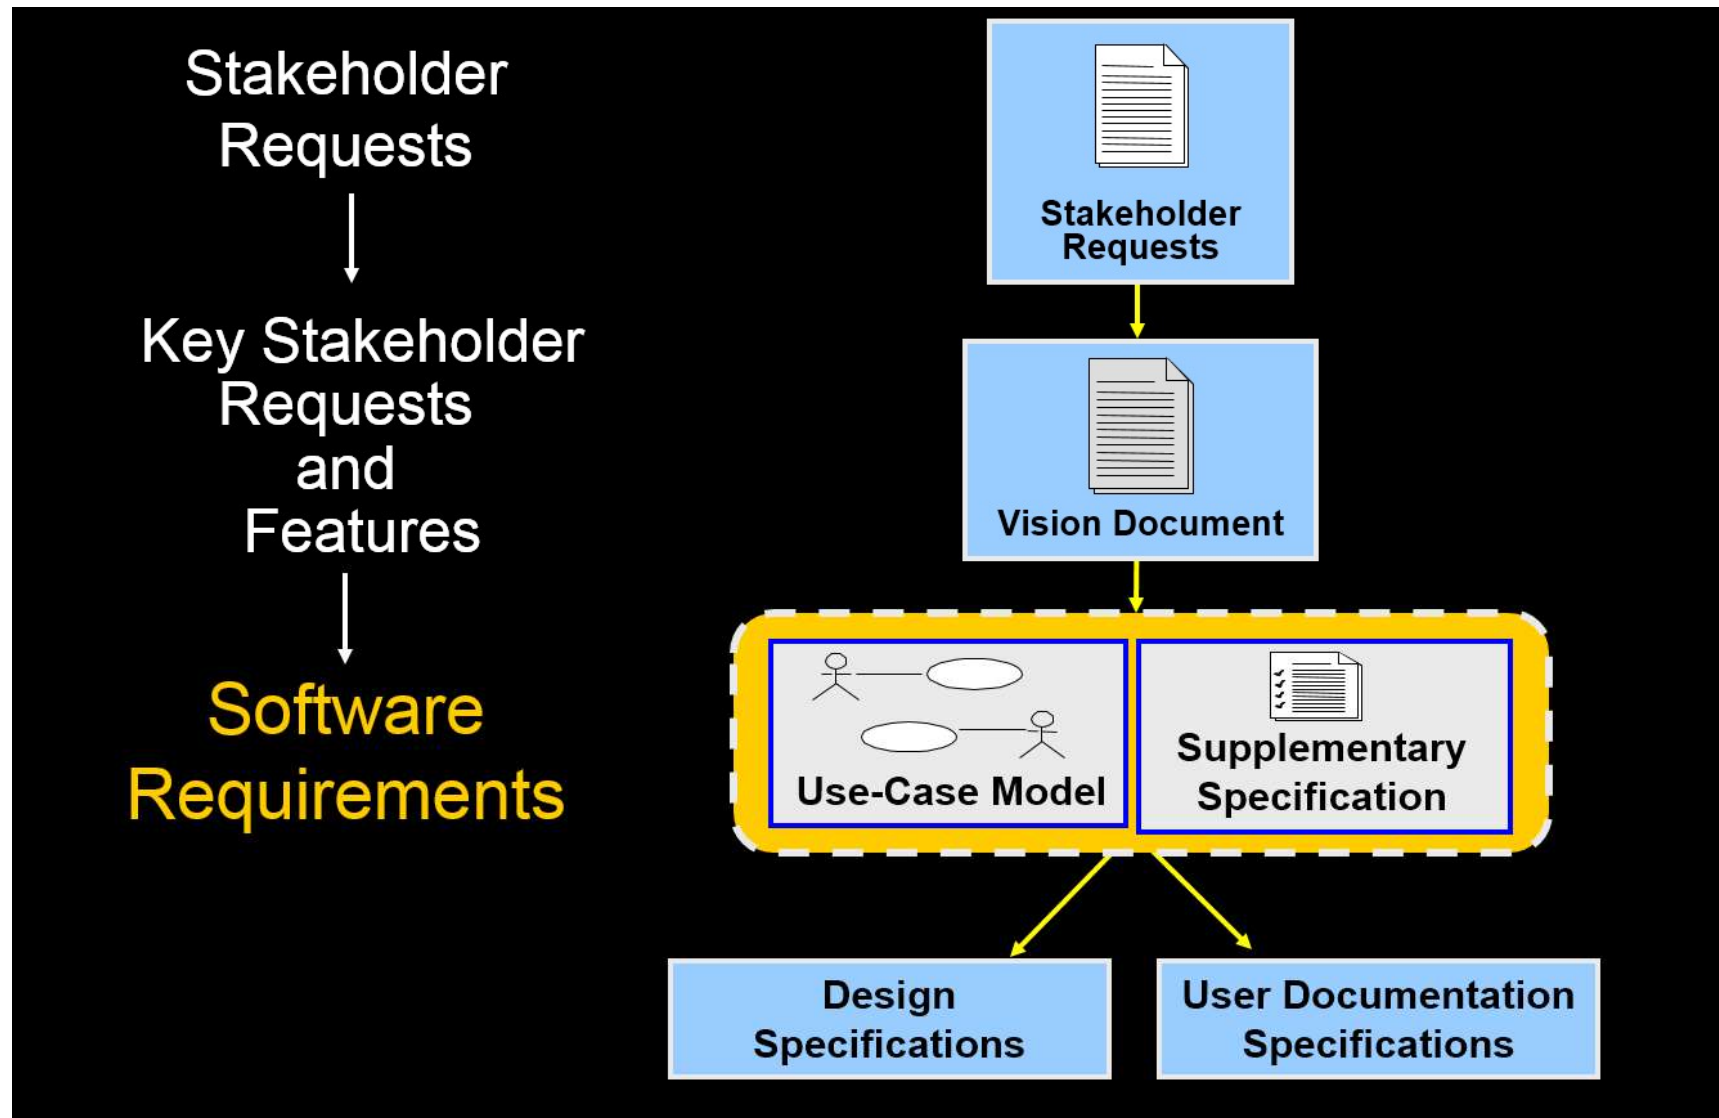 Stakeholder
Requests
Key Stakeholder
Requests
and
Features
Software
Requirements
Stakeholder
Requests
Vision Document
Use-Case Model
Supplementary
Specification
Design
Specifications
User Documentation
Specifications